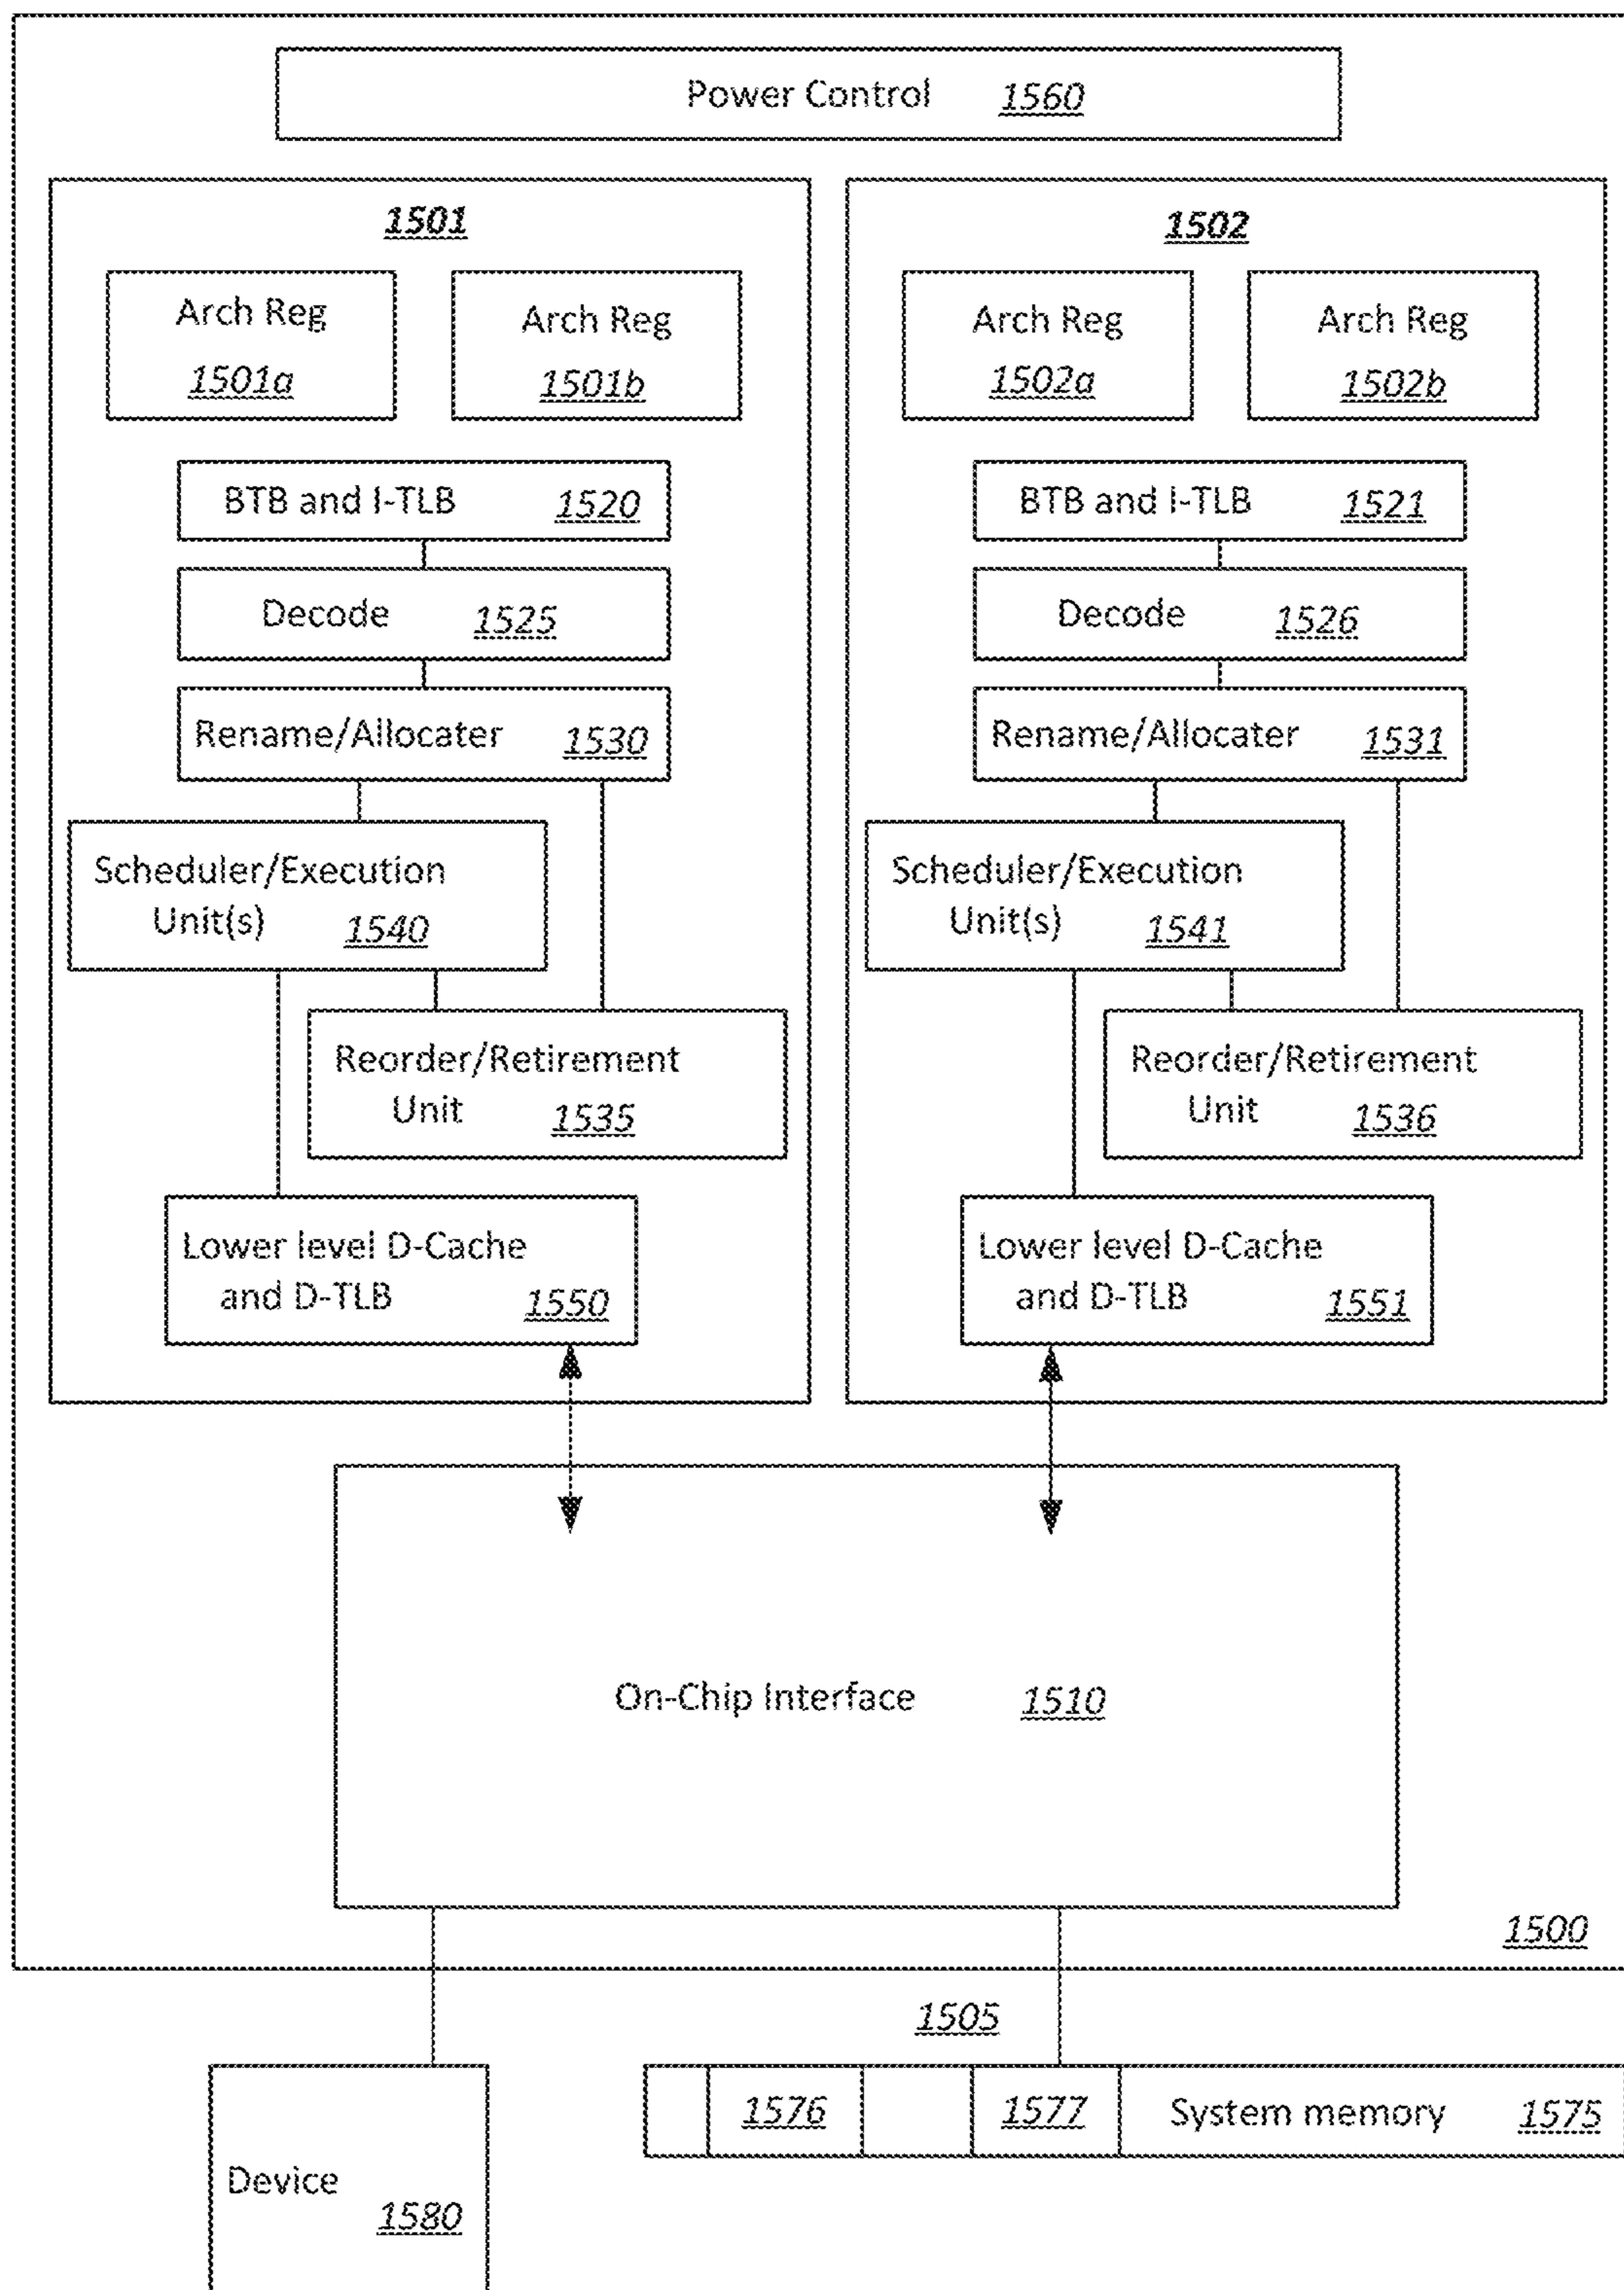 Power Control 1560
1501
Arch Reg
1501a
Arch Reg
1501b
BTB and I-TLB 1520
Decode 1525
Rename/Allocater 1530
Scheduler/Execution
Unit(s) 1540
Reorder/Retirement
Unit 1535
Lower level D-Cache
and D-TLB 1550
1502
Arch Reg
1502a
Arch Reg
1502b
BTB and I-TLB 1521
Decode 1526
Rename/Allocater 1531
Scheduler/Execution
Unit(s) 1541
Reorder/Retirement
Unit 1536
Lower level D-Cache
and D-TLB 1551
On-Chip Interface 1510
1500
1505
1576
1577
System memory 1575
Device
1580